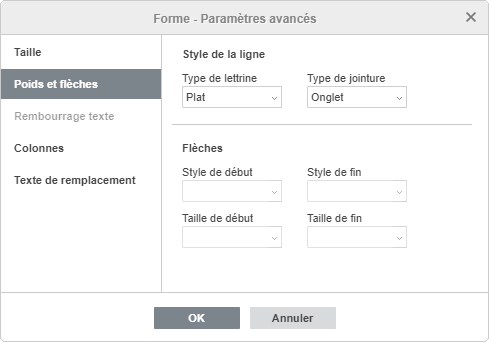 Forme - Paramètres avancés
Taille
Poids et flèches
Rembourrage texte
Colonnes
Texte de remplacement
Style de la ligne
Type de lettrine
Type de jointure
Plat
Onglet
Flèches
Style de début
Style de fin
Taille de début
Taille de fin
OK
Annuler